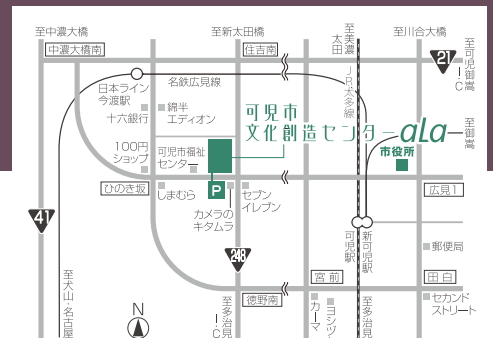 至中濃大橋
至新太田橋
至美濃太田
至川合大橋
中濃大橋南
住吉南
21
至可児御嵩I.C
日本ライン
今渡駅
名鉄広見線
JR太多線
十六銀行
綿半
エディオン
可児市
文化創造センター aLa
至御嵩
100円
ショップ
可児市福祉
センター
市役所
ひのき坂
P
しまむら
セブン
イレブン
カメラの
キタムラ
広見1
41
248
可児駅
新可児駅
郵便局
宮前
田白
徳野南
至犬山・名古屋
N
至多治見I.C
カーマ
ヨシヅ
至多治見
セカンド
ストリート